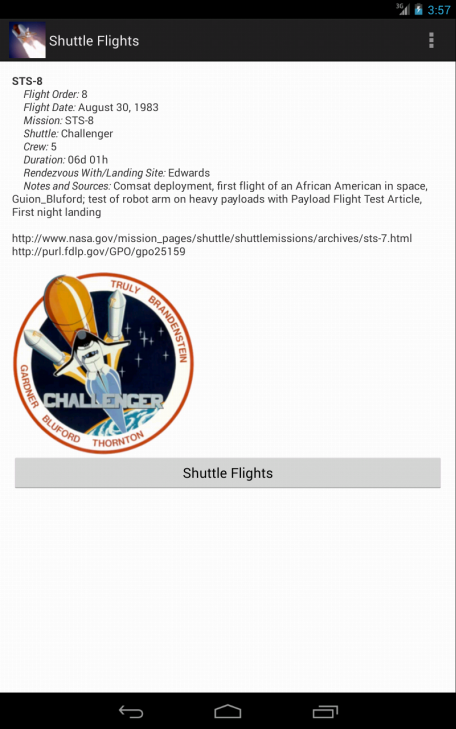 3G 3:57
Shuttle Flights
STS-8
Flight Order: 8
Flight Date: August 30, 1983
Mission: STS-8
Shuttle: Challenger
Crew: 5
Duration: 06d 01h
Rendezvous With/Landing Site: Edwards
Notes and Sources: Comsat deployment, first flight of an African American in space,
Guion_Bluford; test of robot arm on heavy payloads with Payload Flight Test Article,
First night landing
http://www.nasa.gov/mission_pages/shuttle/shuttlemissions/archives/sts-7.html
http://purl.fdlp.gov/GPO/gpo25159
TRULY BRANDENSTEIN
CHALLENGER
GARDNER BLUFORD THORNTON
Shuttle Flights